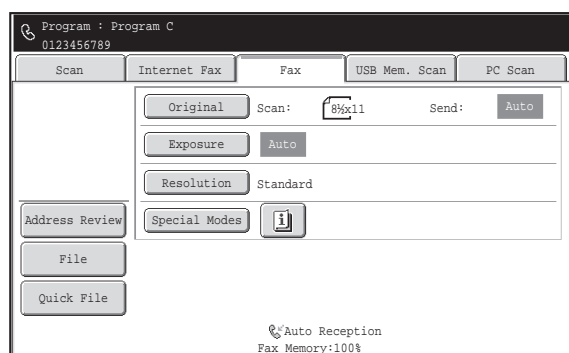 Program : Program C
0123456789
Scan Internet Fax Fax USB Mem. Scan PC Scan
Original Scan: 8½x11 Send: Auto
Exposure Auto
Resolution Standard
Address Review Special Modes
File
Quick File
Auto Reception
Fax Memory:100%